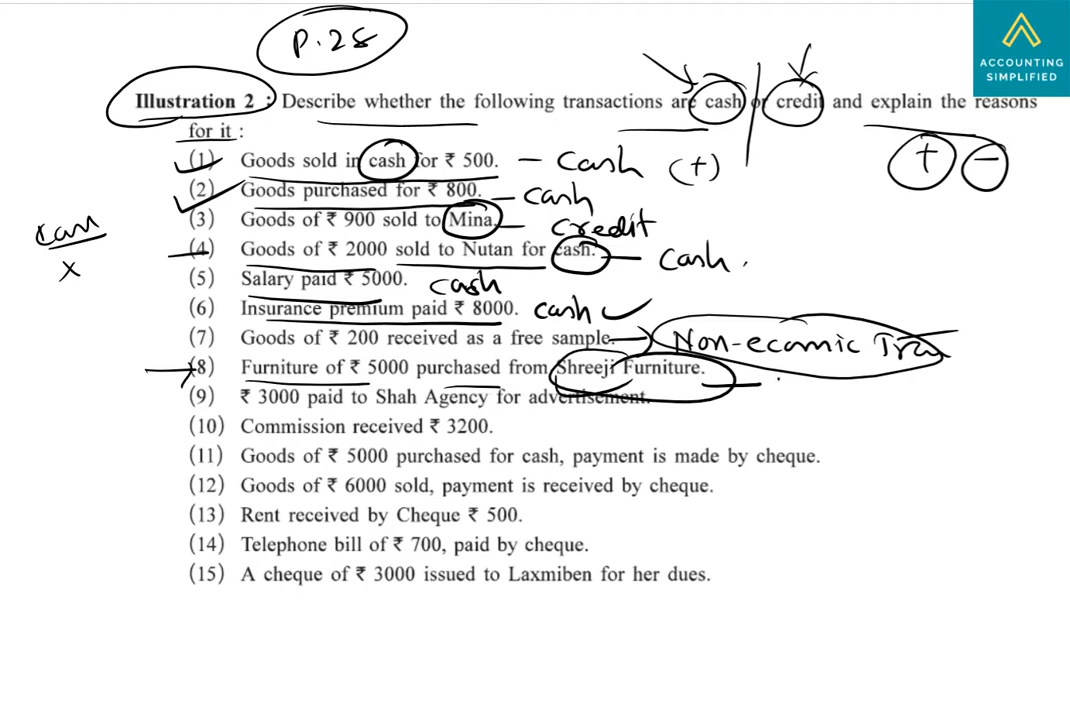 P.28
ACCOUNTING
SIMPLIFIED
Illustration 2 : Describe whether the following transactions are cash or credit and explain the reasons
for it :
+ -
(1) Goods sold in cash for ₹ 500. - cash (+)
(2) Goods purchased for ₹ 800. - cash
(3) Goods of ₹ 900 sold to Mina. - credit
(4) Goods of ₹ 2000 sold to Nutan for cash. - cash.
x
(5) Salary paid ₹ 5000. cash
(6) Insurance premium paid ₹ 8000. cash ✓
(7) Goods of ₹ 200 received as a free sample. Non-ecomic Tra
(8) Furniture of ₹ 5000 purchased from Shreeji Furniture.
(9) ₹ 3000 paid to Shah Agency for advertisement.
(10) Commission received ₹ 3200.
(11) Goods of ₹ 5000 purchased for cash, payment is made by cheque.
(12) Goods of ₹ 6000 sold, payment is received by cheque.
(13) Rent received by Cheque ₹ 500.
(14) Telephone bill of ₹ 700, paid by cheque.
(15) A cheque of ₹ 3000 issued to Laxmiben for her dues.